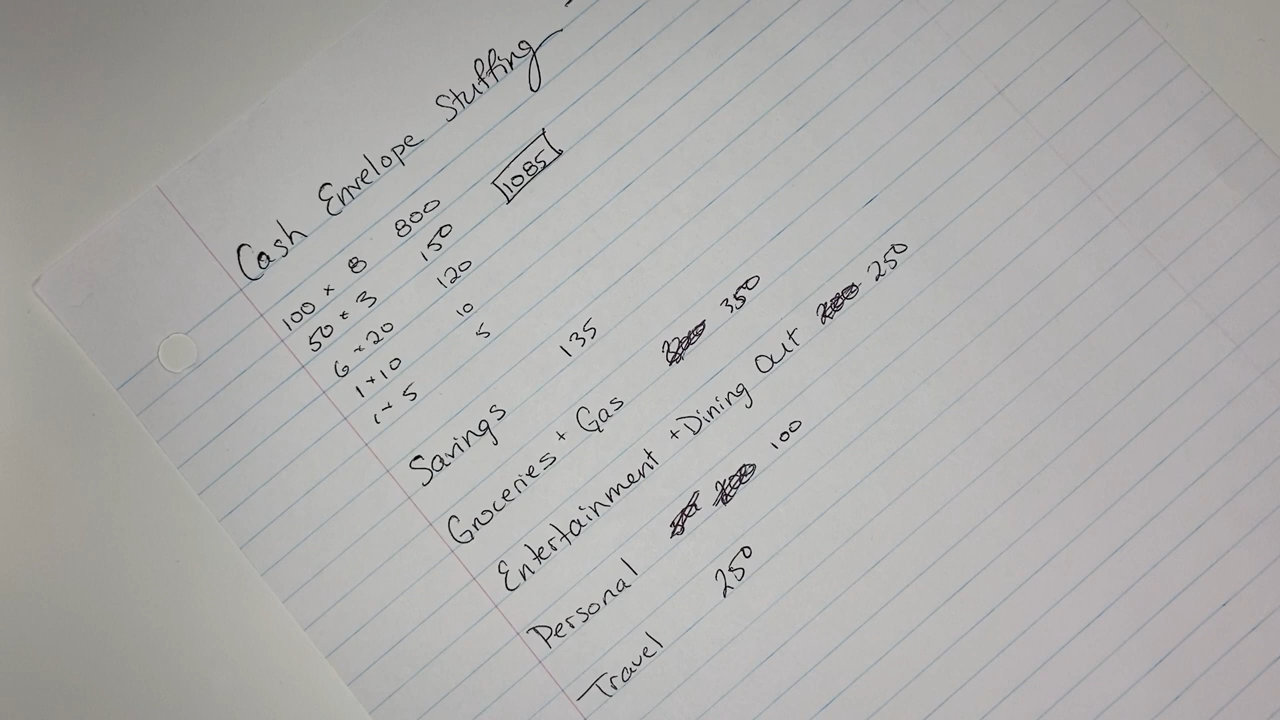 Cash Envelope Stuffing
100 × 8 800 1085
50 × 3 150
6 × 20 120
1 × 10 10
1 × 5 5
Savings 135
Groceries + Gas 350
Entertainment + Dining Out 250
Personal 100
Travel 250